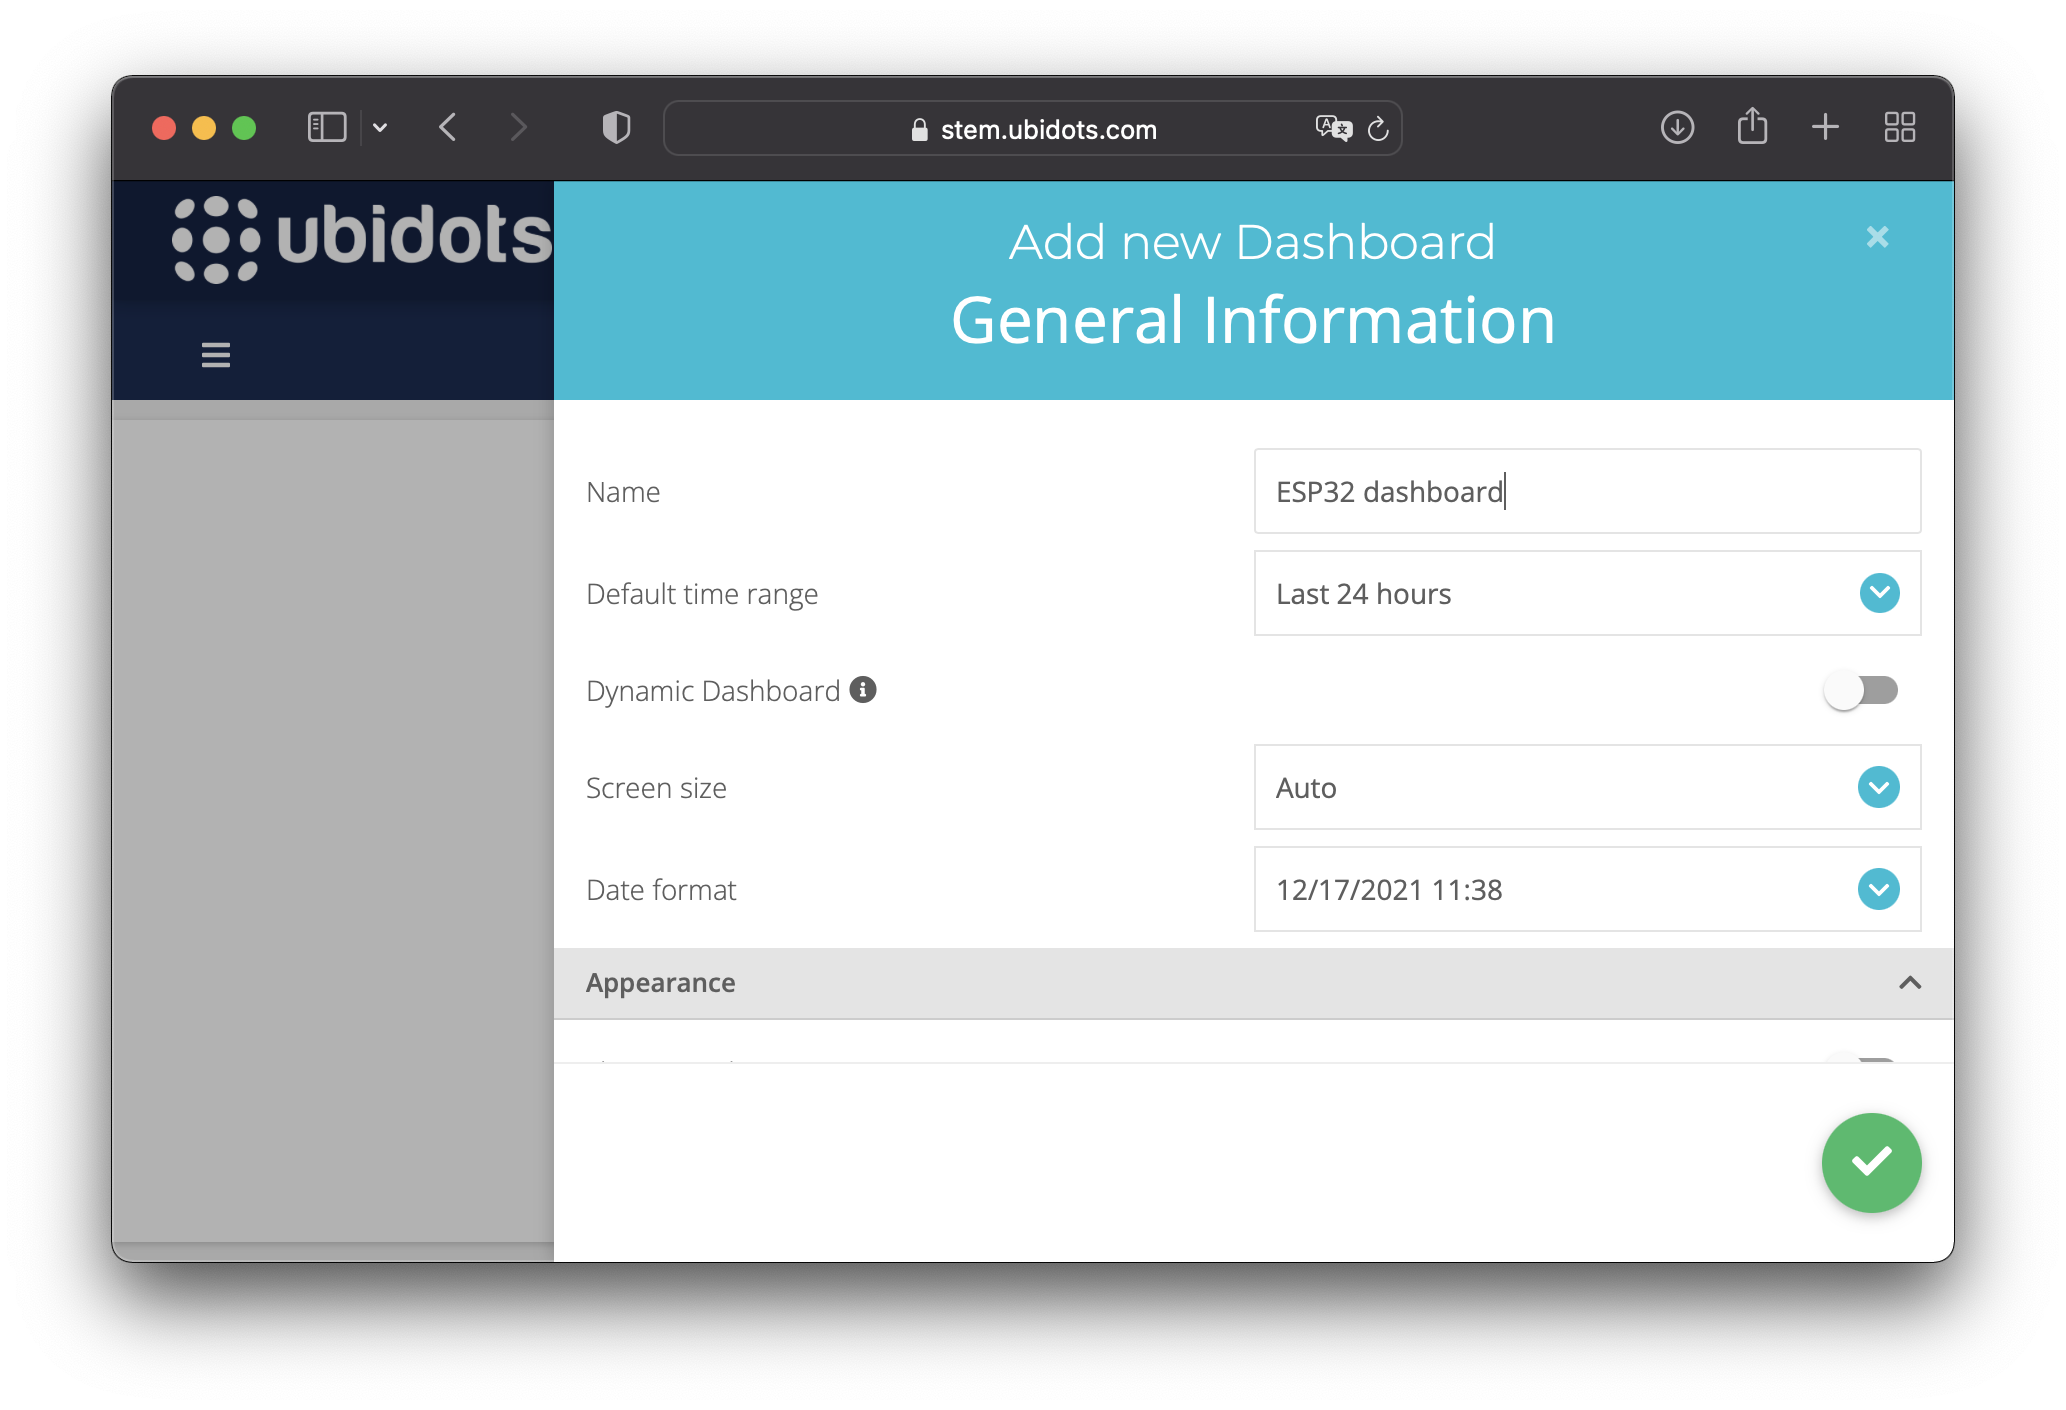 stem.ubidots.com
ubidots
Add new Dashboard
General Information
Name
ESP32 dashboard
Default time range
Last 24 hours
Dynamic Dashboard
Screen size
Auto
Date format
12/17/2021 11:38
Appearance